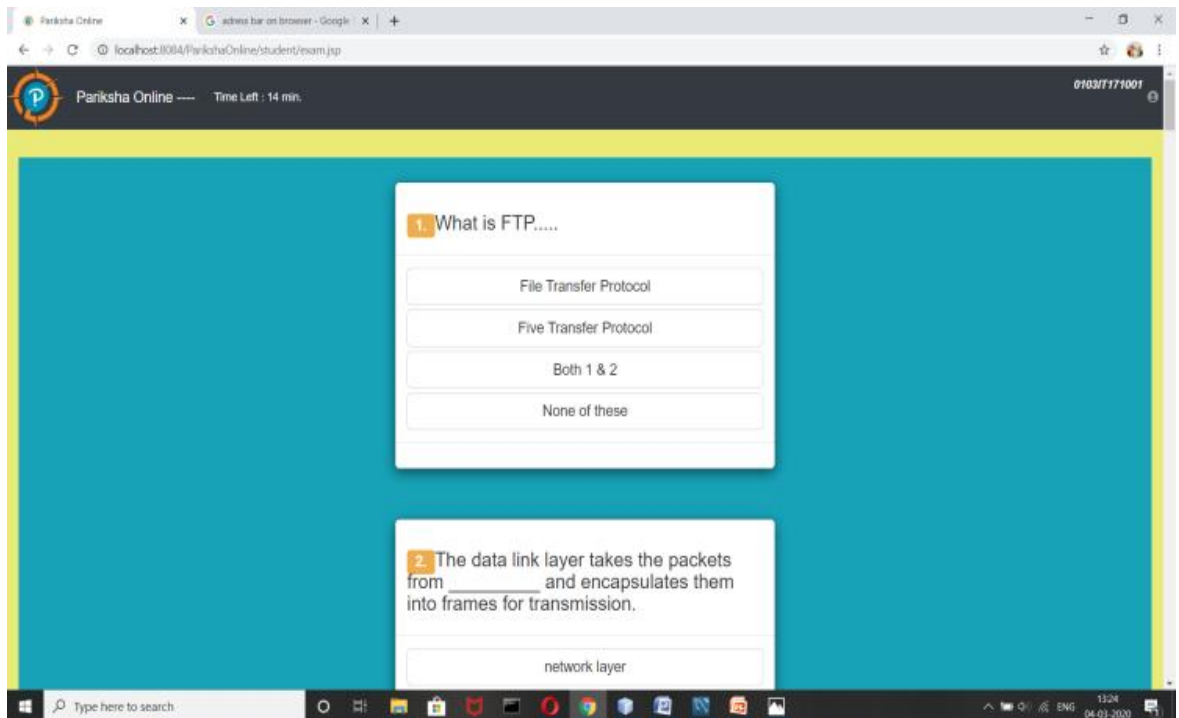 Pariksha Online
adress bar on browser - Google
localhost:8084/ParikshaOnline/student/exam.jsp
P
Pariksha Online ---- Time Left : 14 min.
0103IT171001
1. What is FTP.....
File Transfer Protocol
Five Transfer Protocol
Both 1 & 2
None of these
2. The data link layer takes the packets
from __________ and encapsulates them
into frames for transmission.
network layer
Type here to search
ENG
13:24
04-03-2020